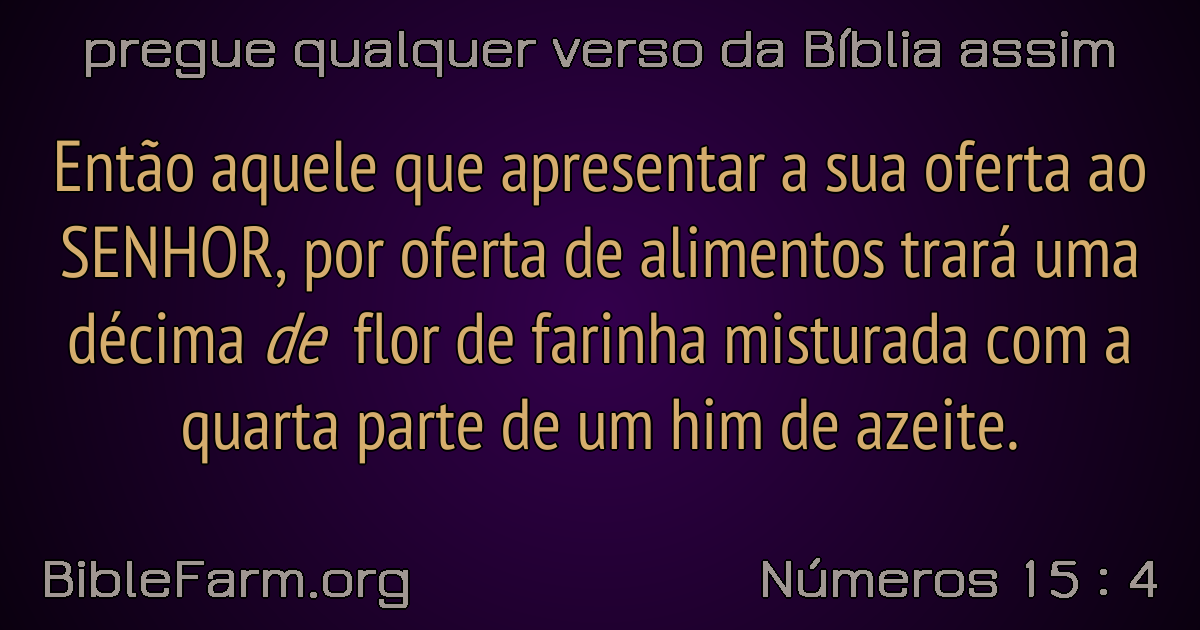 pregue qualquer verso da Bíblia assim
Então aquele que apresentar a sua oferta ao
SENHOR, por oferta de alimentos trará uma
décima de flor de farinha misturada com a
quarta parte de um him de azeite.
BibleFarm.org
Números 15 : 4